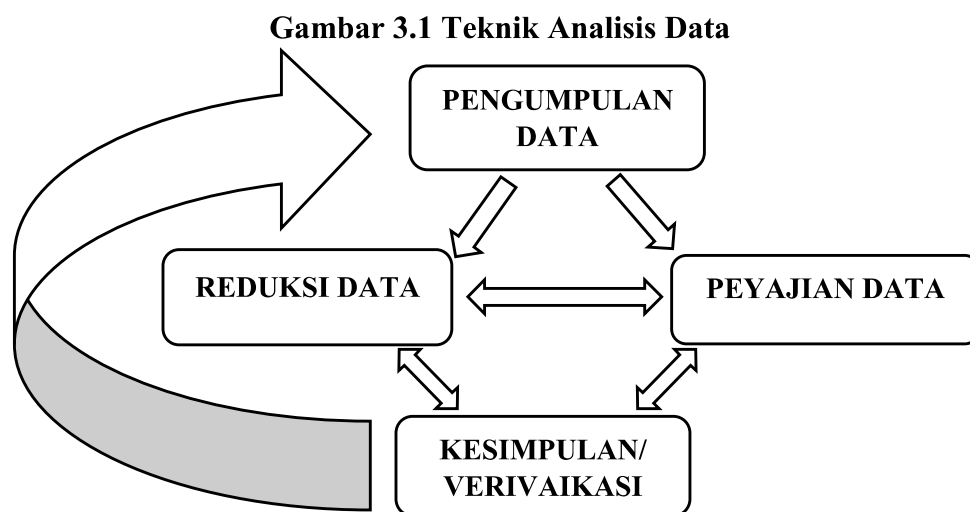 Gambar 3.1 Teknik Analisis Data
PENGUMPULAN
DATA
REDUKSI DATA
PEYAJIAN DATA
KESIMPULAN/
VERIVAIKASI